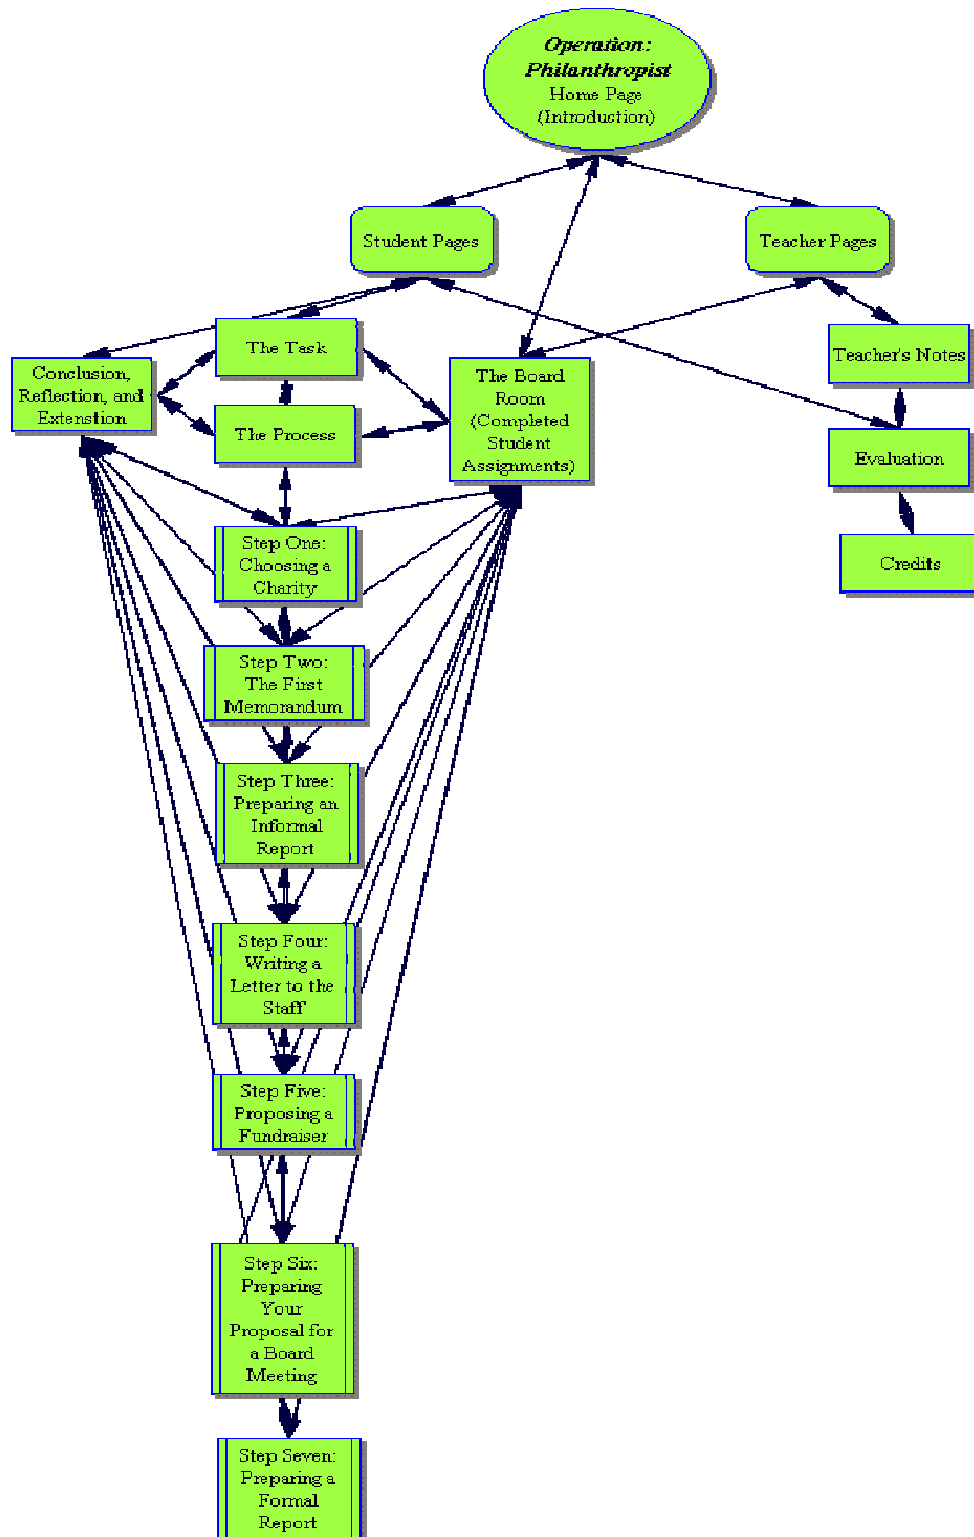 Operation:
Philanthropist
Home Page
(Introduction)
Student Pages
Teacher Pages
The Task
Conclusion,
Reflection, and
Extenstion
The Process
The Board
Room
(Completed
Student
Assignments)
Teacher's Notes
Evaluation
Credits
Step One:
Choosing a
Charity
Step Two:
The First
Memorandum
Step Three:
Preparing an
Informal
Report
Step Four:
Writing a
Letter to the
Staff
Step Five:
Proposing a
Fundraiser
Step Six:
Preparing
Your
Proposal for
a Board
Meeting
Step Seven:
Preparing a
Formal
Report